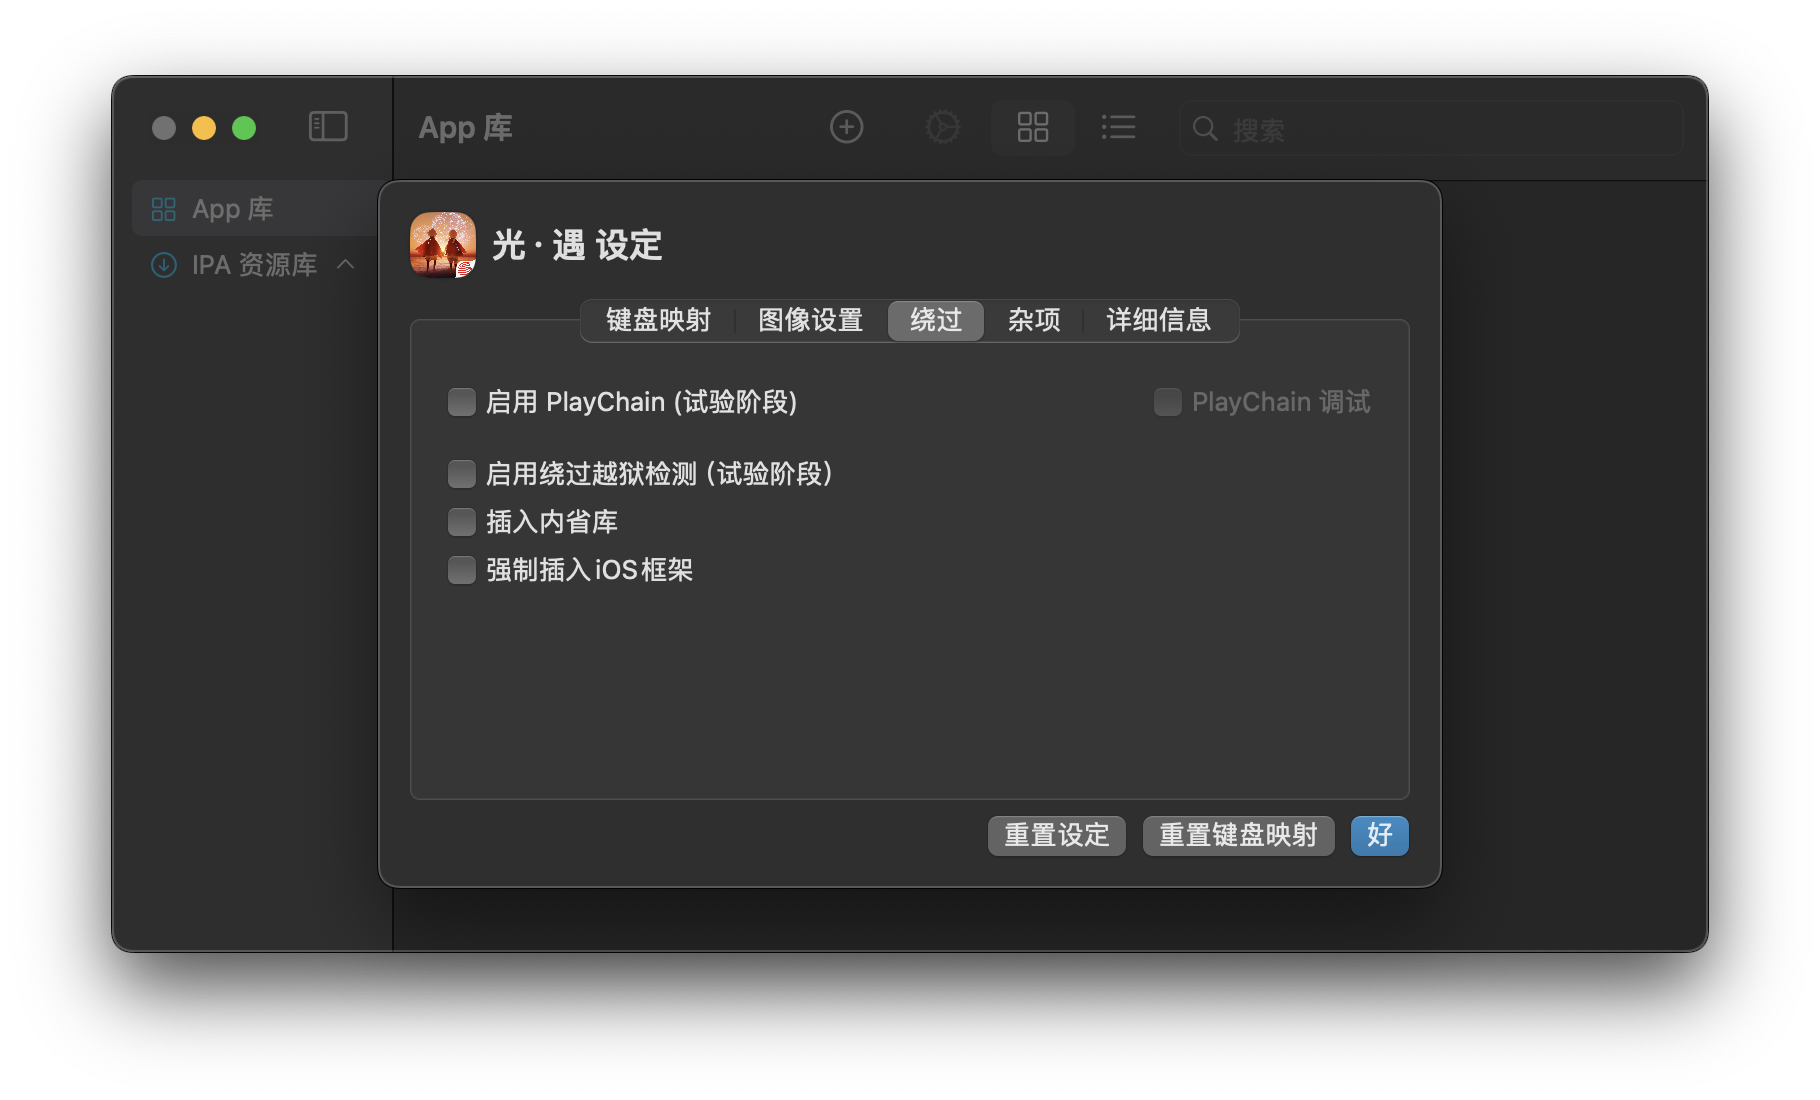 App 库
搜索
App 库
IPA 资源库
光·遇 设定
键盘映射
图像设置
绕过
杂项
详细信息
启用 PlayChain (试验阶段)
PlayChain 调试
启用绕过越狱检测 (试验阶段)
插入内省库
强制插入iOS框架
重置设定
重置键盘映射
好